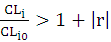 CLi/CLi0 > 1 + |r|